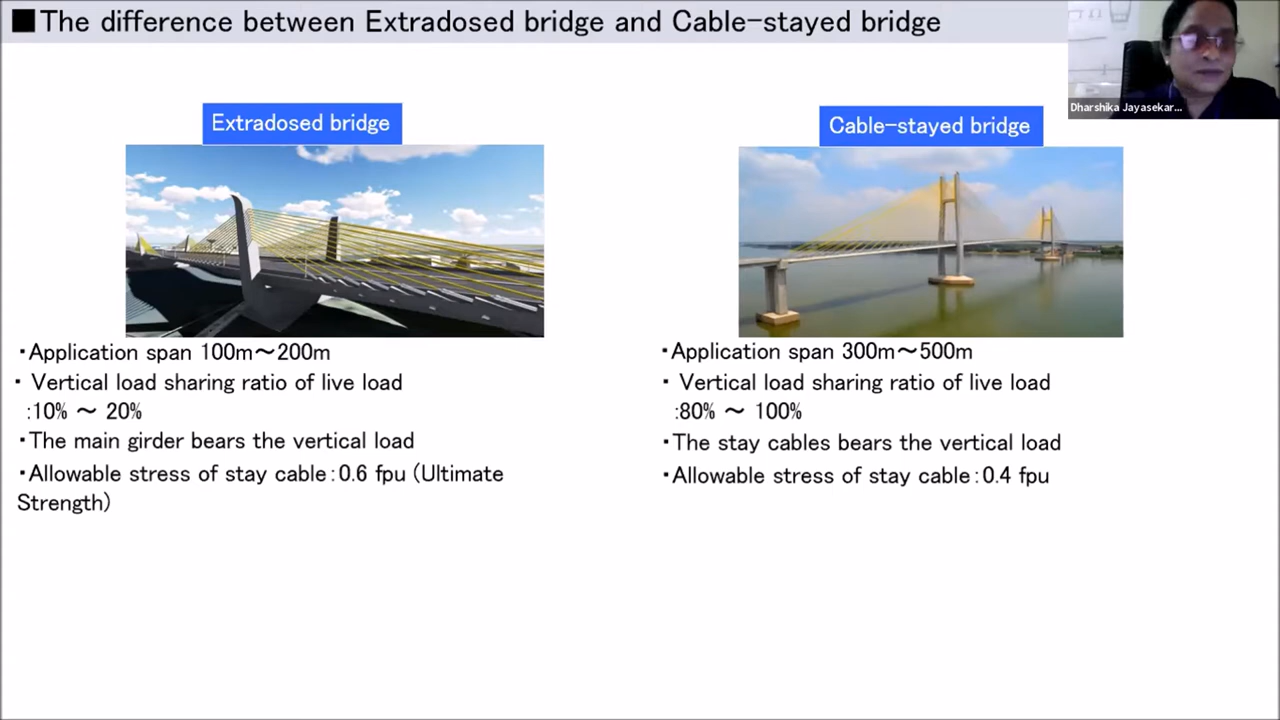 ■The difference between Extradosed bridge and Cable-stayed bridge
Dharshika Jayasekar...
Extradosed bridge
・Application span 100m～200m
・ Vertical load sharing ratio of live load
:10% ～ 20%
・The main girder bears the vertical load
・Allowable stress of stay cable：0.6 fpu (Ultimate
Strength)
Cable-stayed bridge
・Application span 300m～500m
・ Vertical load sharing ratio of live load
:80% ～ 100%
・The stay cables bears the vertical load
・Allowable stress of stay cable：0.4 fpu